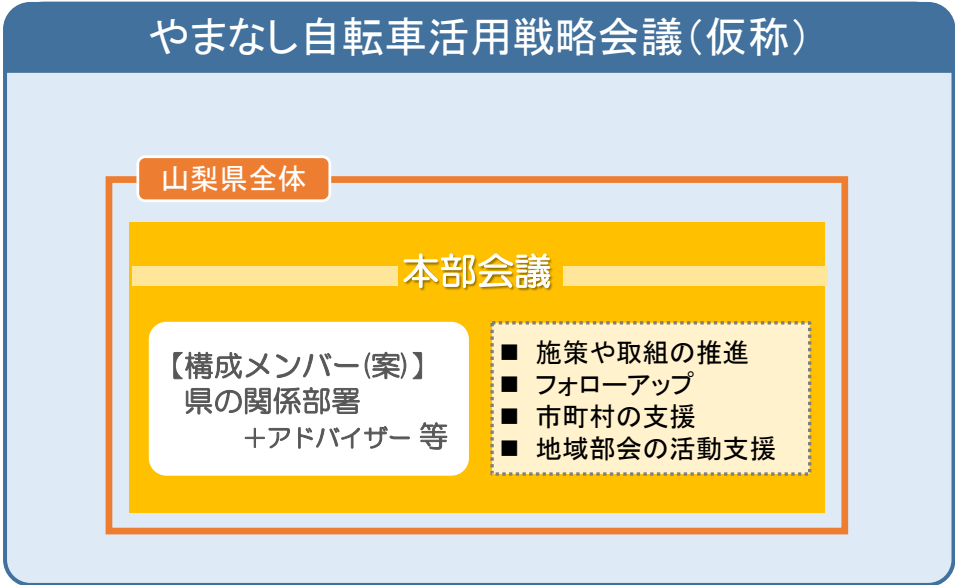 やまなし自転車活用戦略会議(仮称)
山梨県全体
本部会議
【構成メンバー(案)】
県の関係部署
+アドバイザー 等
■ 施策や取組の推進
■ フォローアップ
■ 市町村の支援
■ 地域部会の活動支援